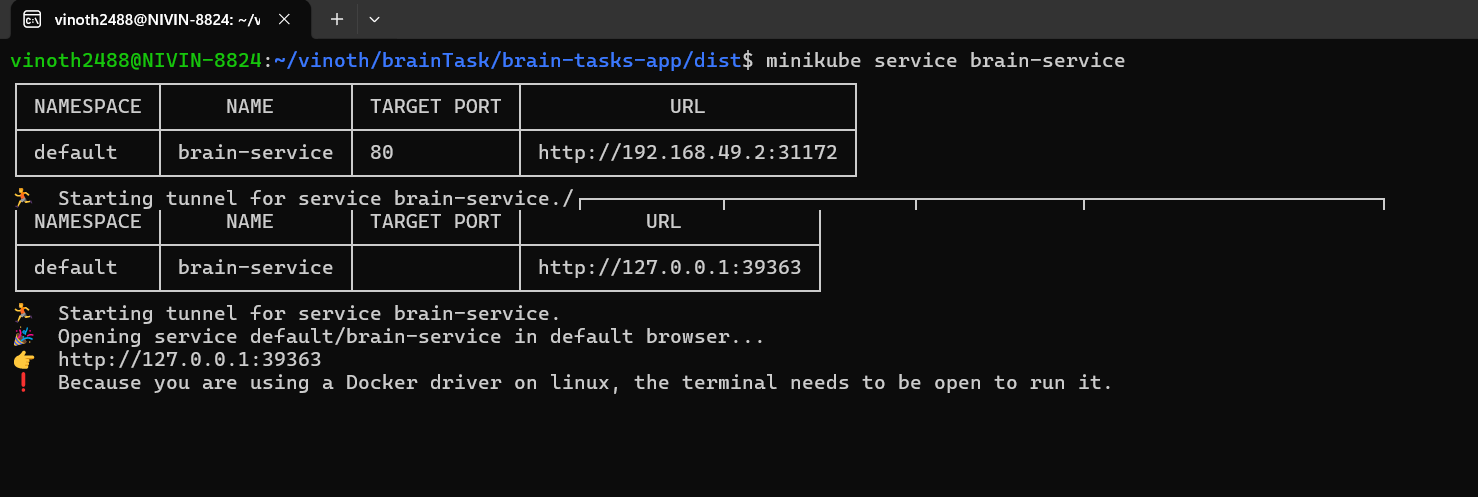 vinoth2488@NIVIN-8824: ~/v
vinoth2488@NIVIN-8824:~/vinoth/brainTask/brain-tasks-app/dist$ minikube service brain-service
NAMESPACE NAME TARGET PORT URL
default brain-service 80 http://192.168.49.2:31172
🏃 Starting tunnel for service brain-service./
NAMESPACE NAME TARGET PORT URL
default brain-service http://127.0.0.1:39363
🏃 Starting tunnel for service brain-service.
🎉 Opening service default/brain-service in default browser...
👉 http://127.0.0.1:39363
❗ Because you are using a Docker driver on linux, the terminal needs to be open to run it.